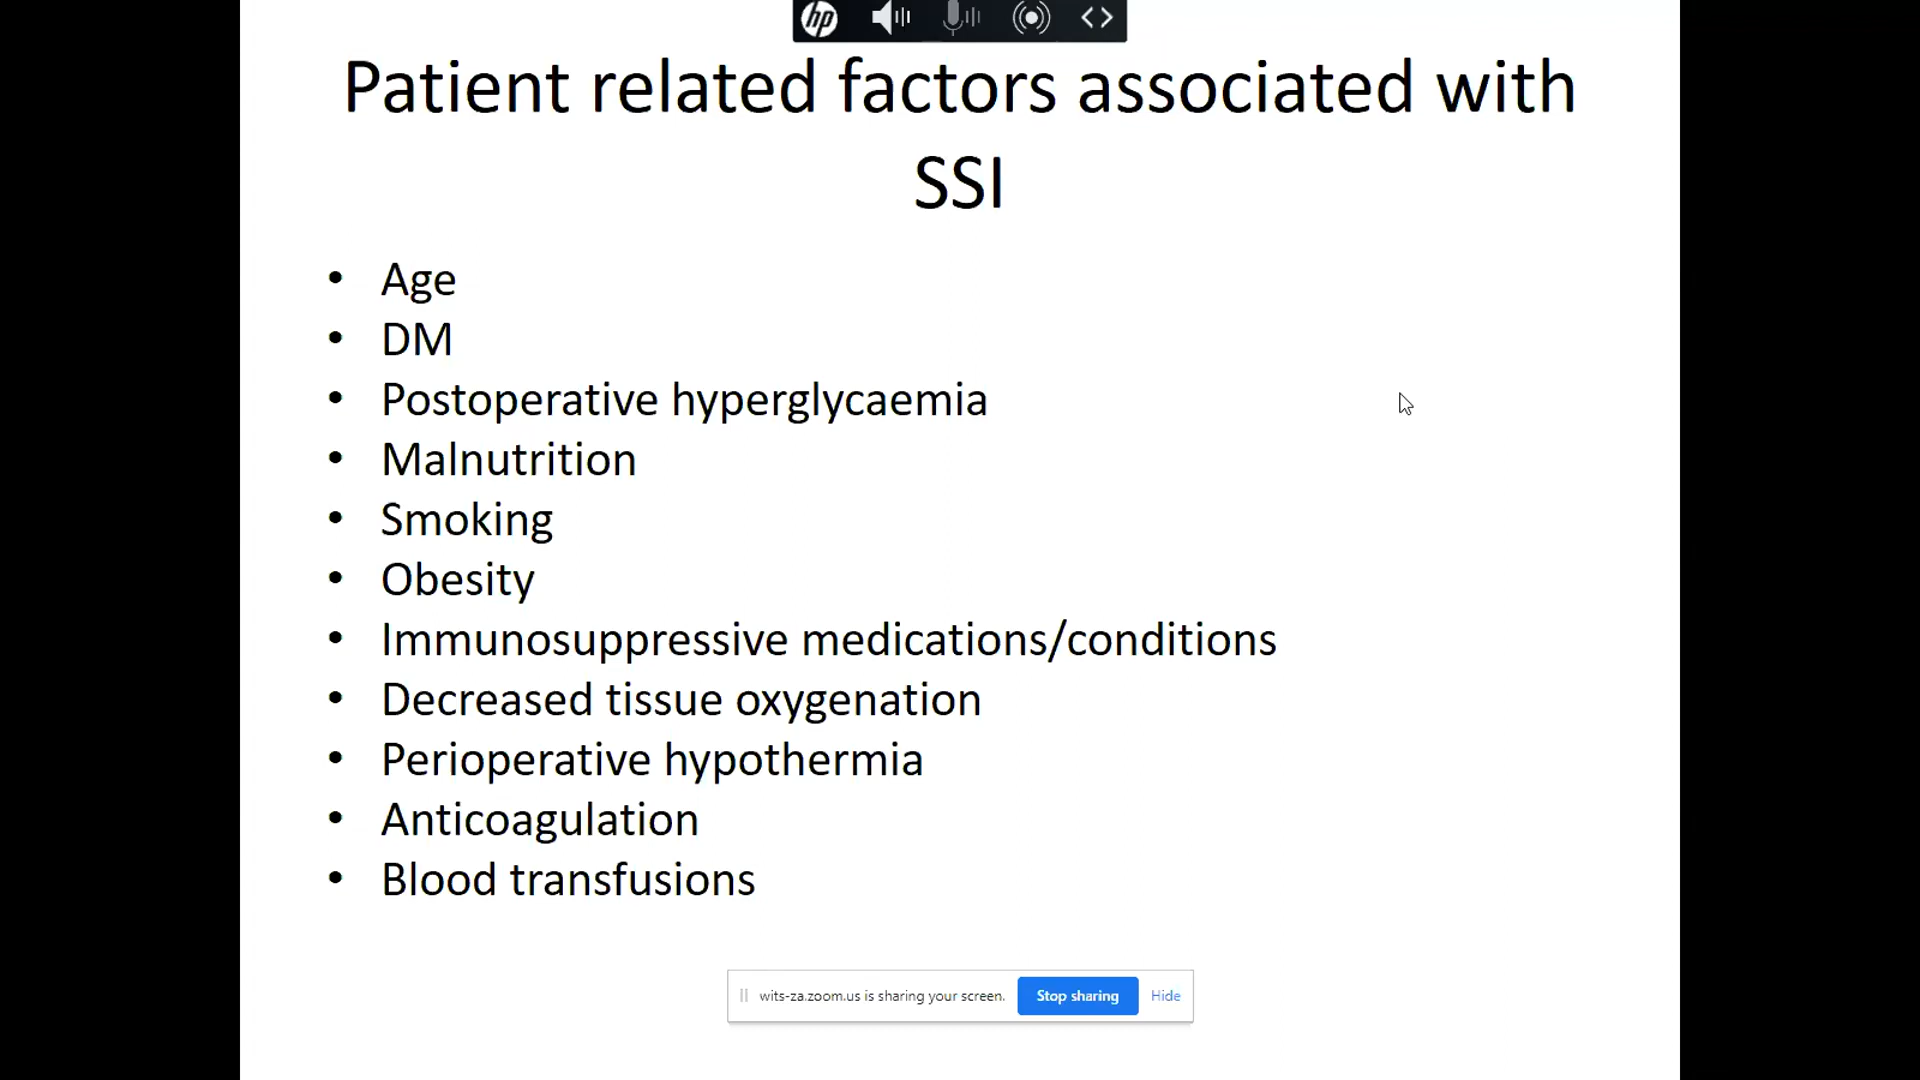 hp
Patient related factors associated with
SSI
• Age
• DM
• Postoperative hyperglycaemia
• Malnutrition
• Smoking
• Obesity
• Immunosuppressive medications/conditions
• Decreased tissue oxygenation
• Perioperative hypothermia
• Anticoagulation
• Blood transfusions
wits-za.zoom.us is sharing your screen. Stop sharing Hide